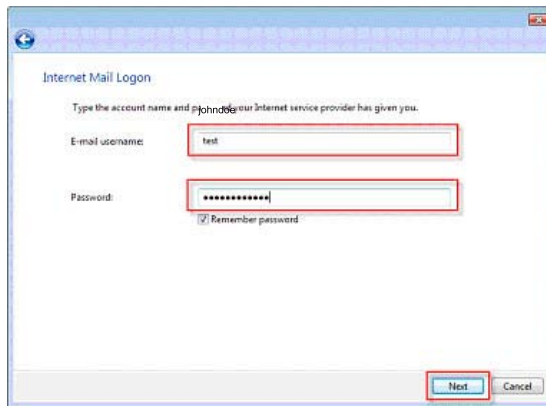 Internet Mail Logon
Type the account name and johndoe your Internet service provider has given you.
E-mail username:
test
Password:
••••••••••••
Remember password
Next
Cancel